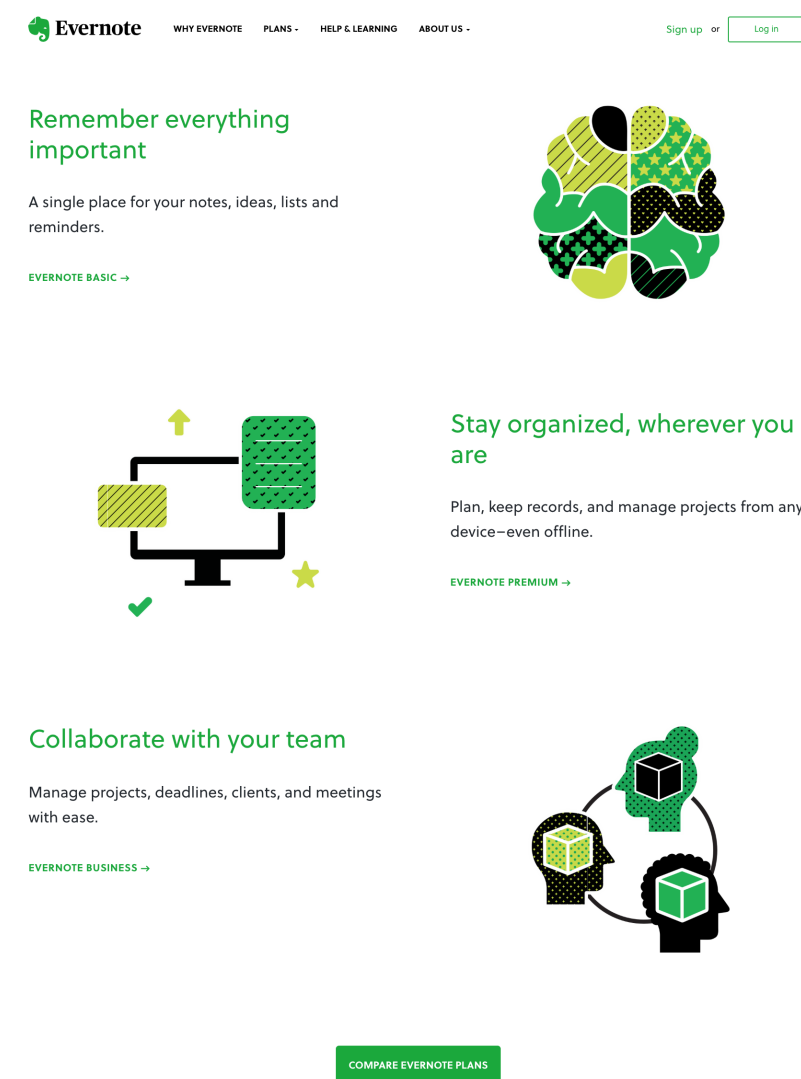 Evernote
WHY EVERNOTE
PLANS
HELP & LEARNING
ABOUT US
Sign up or Log in
Remember everything
important
A single place for your notes, ideas, lists and
reminders.
EVERNOTE BASIC →
Stay organized, wherever you
are
Plan, keep records, and manage projects from any
device–even offline.
EVERNOTE PREMIUM →
Collaborate with your team
Manage projects, deadlines, clients, and meetings
with ease.
EVERNOTE BUSINESS →
COMPARE EVERNOTE PLANS